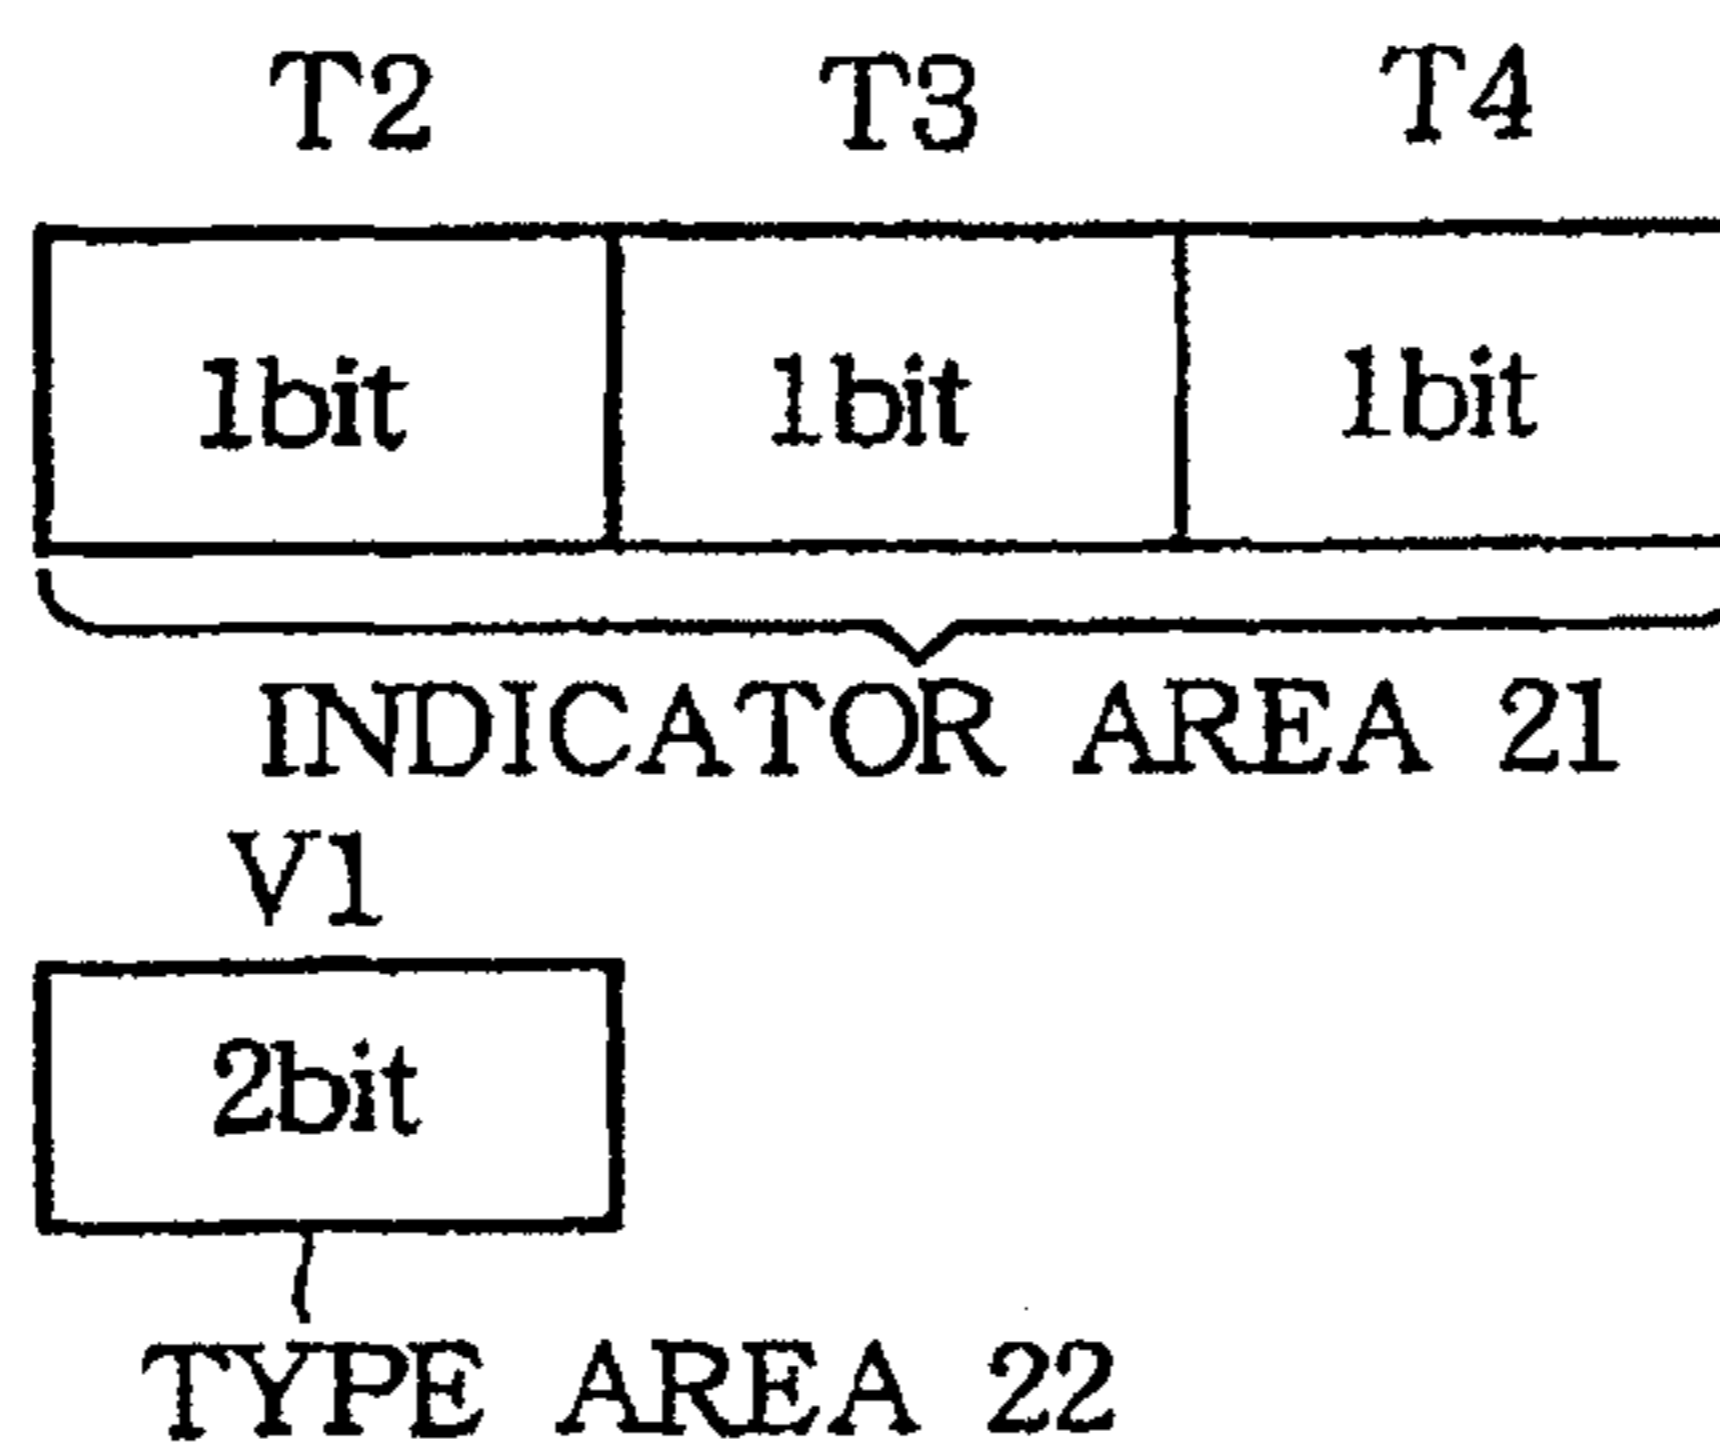 T2 T3 T4
1bit 1bit 1bit
INDICATOR AREA 21
V1
2bit
TYPE AREA 22